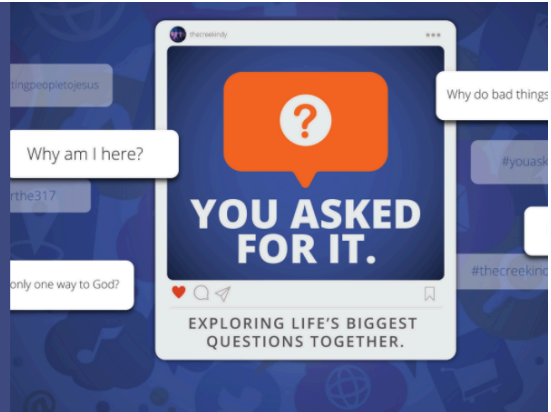 thecreekindy
tingpeopletojesus
Why do bad things
?
Why am I here?
#youask
rthe317
YOU ASKED
FOR IT.
only one way to God?
#thecreekind
EXPLORING LIFE'S BIGGEST
QUESTIONS TOGETHER.